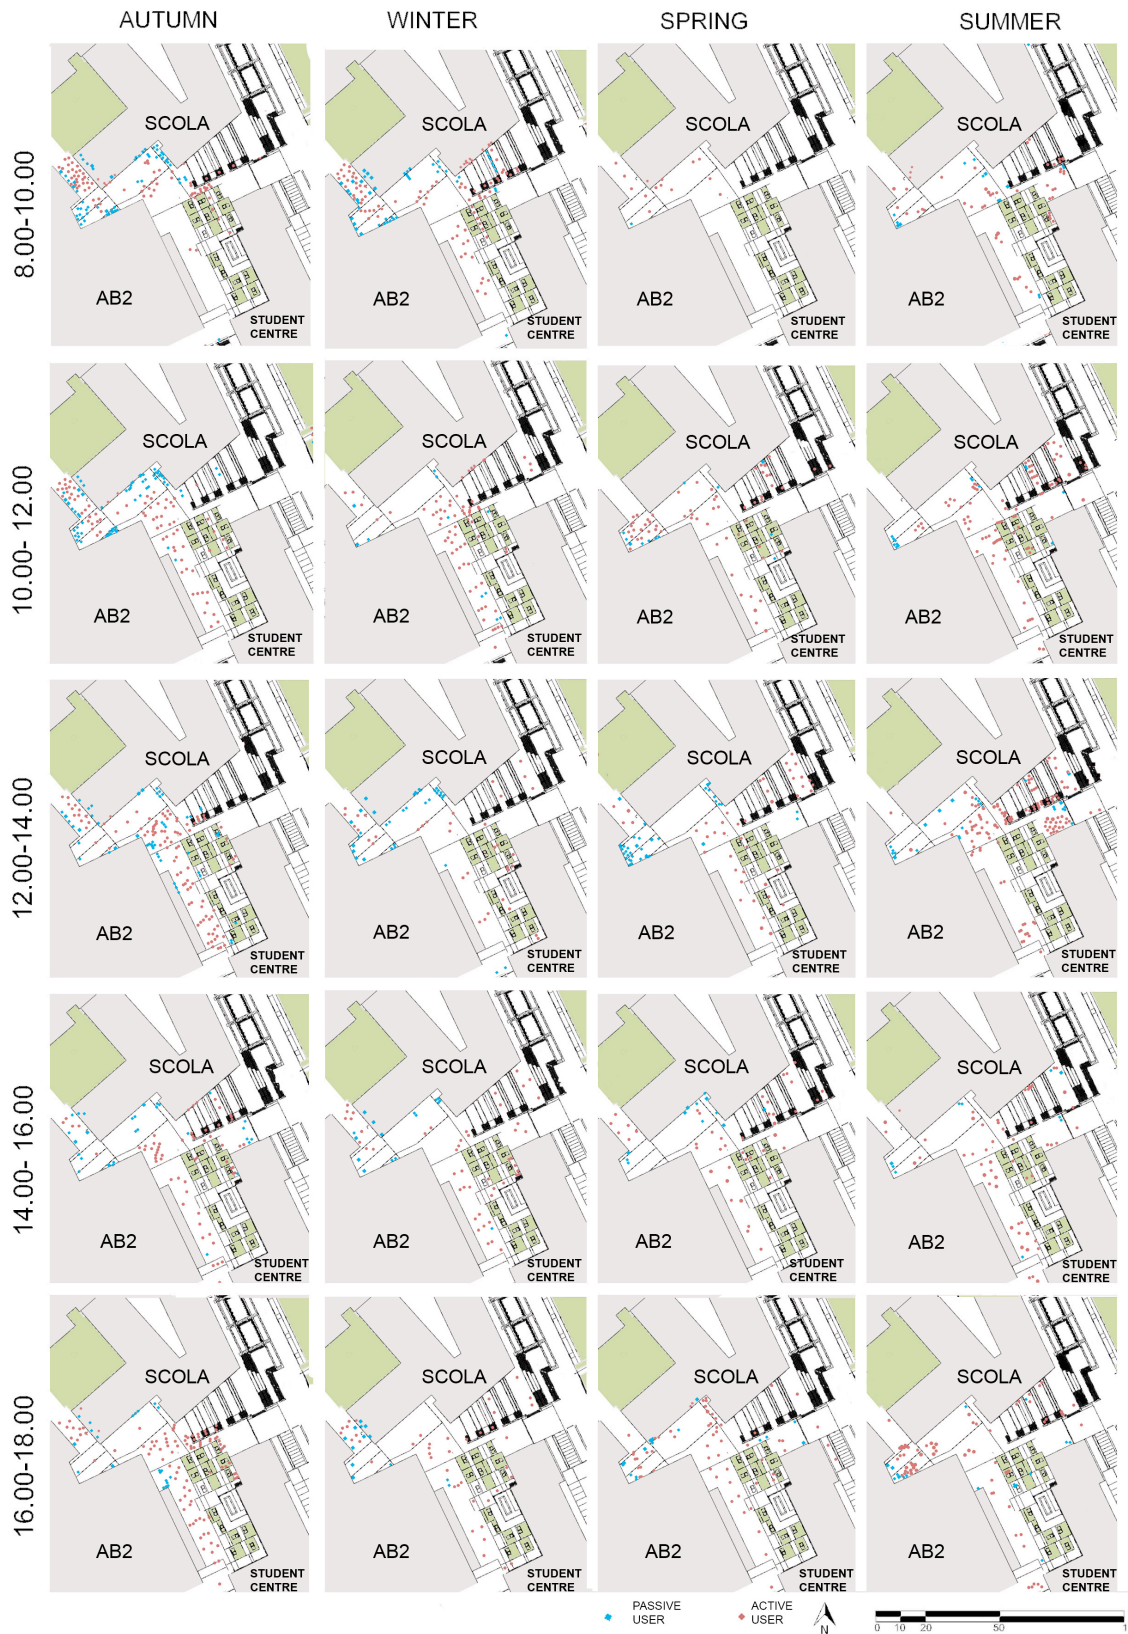 AUTUMN WINTER SPRING SUMMER
8.00-10.00
SCOLA SCOLA SCOLA SCOLA
AB2 AB2 AB2 AB2
STUDENT STUDENT STUDENT STUDENT
CENTRE CENTRE CENTRE CENTRE
10.00- 12.00
SCOLA SCOLA SCOLA SCOLA
AB2 AB2 AB2 AB2
STUDENT STUDENT STUDENT STUDENT
CENTRE CENTRE CENTRE CENTRE
12.00-14.00
SCOLA SCOLA SCOLA SCOLA
AB2 AB2 AB2 AB2
STUDENT STUDENT STUDENT STUDENT
CENTRE CENTRE CENTRE CENTRE
14.00- 16.00
SCOLA SCOLA SCOLA SCOLA
AB2 AB2 AB2 AB2
STUDENT STUDENT STUDENT STUDENT
CENTRE CENTRE CENTRE CENTRE
16.00-18.00
SCOLA SCOLA SCOLA SCOLA
AB2 AB2 AB2 AB2
STUDENT STUDENT STUDENT STUDENT
CENTRE CENTRE CENTRE CENTRE
PASSIVE ACTIVE
USER USER
N
0 10 20 50 1